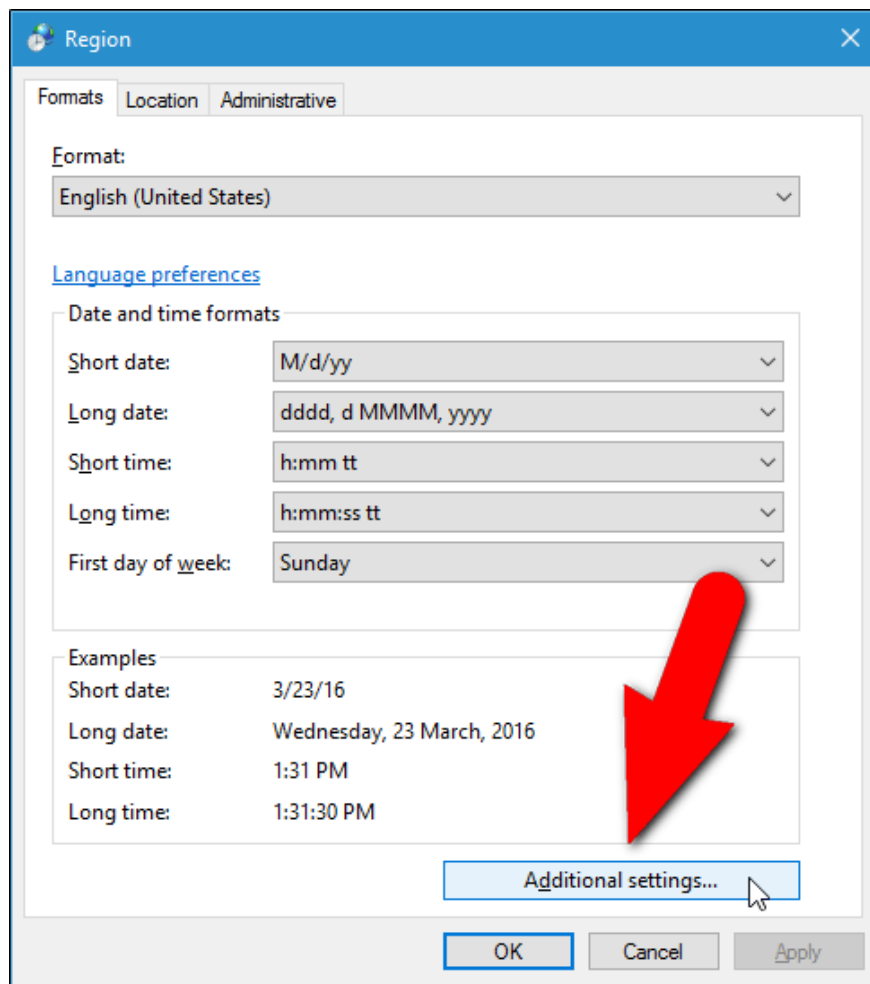 Region
Formats Location Administrative
Format:
English (United States)
Language preferences
Date and time formats
Short date: M/d/yy
Long date: dddd, d MMMM, yyyy
Short time: h:mm tt
Long time: h:mm:ss tt
First day of week: Sunday
Examples
Short date: 3/23/16
Long date: Wednesday, 23 March, 2016
Short time: 1:31 PM
Long time: 1:31:30 PM
Additional settings...
OK Cancel Apply